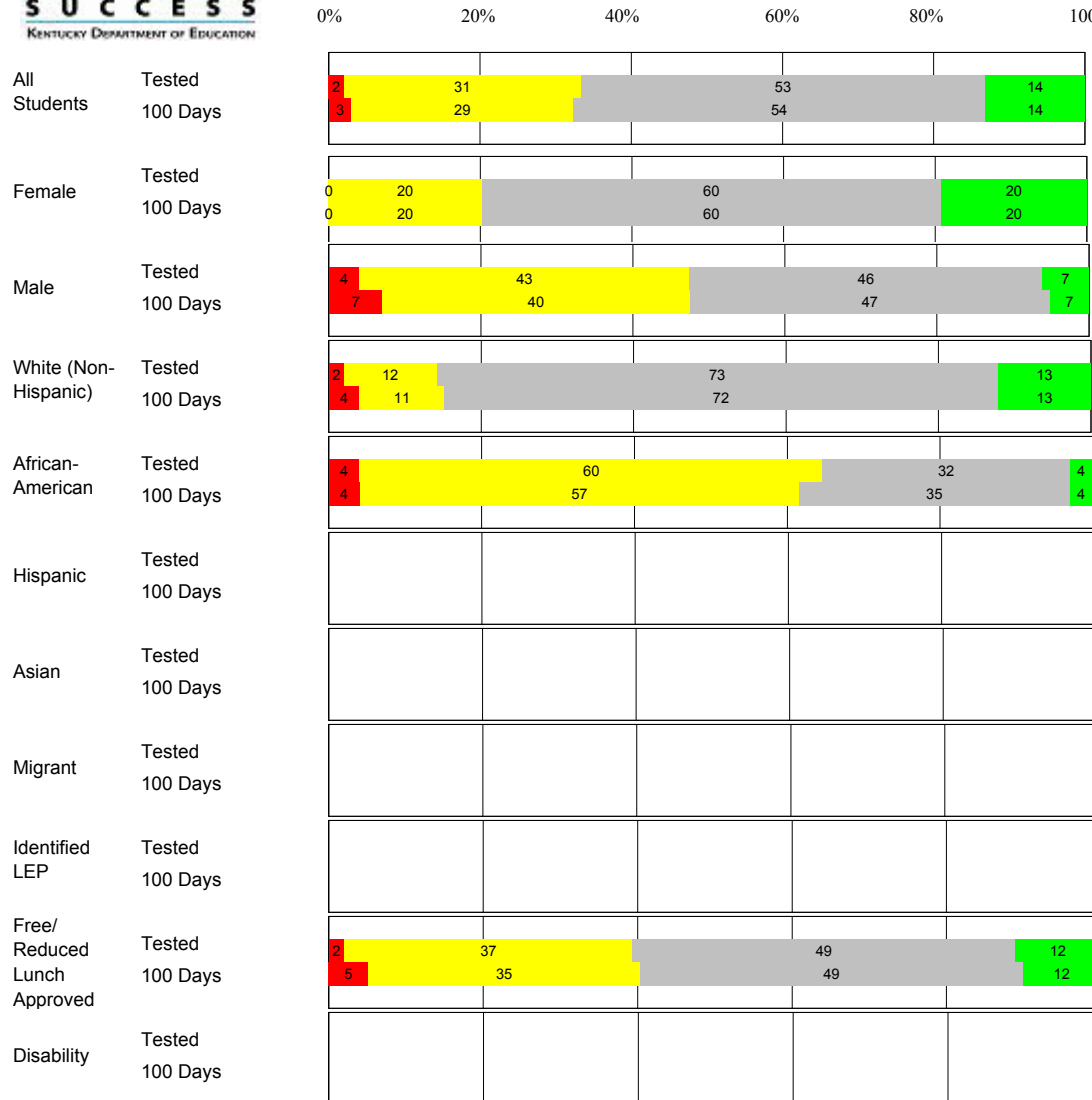 SUCCESS
KENTUCKY DEPARTMENT OF EDUCATION
0% 20% 40% 60% 80% 100
All Students Tested 2 31 53 14
100 Days 3 29 54 14
Female Tested 0 20 60 20
100 Days 0 20 60 20
Male Tested 4 43 46 7
100 Days 7 40 47 7
White (Non-Hispanic) Tested 2 12 73 13
100 Days 4 11 72 13
African-American Tested 4 60 32 4
100 Days 4 57 35 4
Hispanic Tested
100 Days
Asian Tested
100 Days
Migrant Tested
100 Days
Identified LEP Tested
100 Days
Free/Reduced Lunch Approved Tested 2 37 49 12
100 Days 5 35 49 12
Disability Tested
100 Days